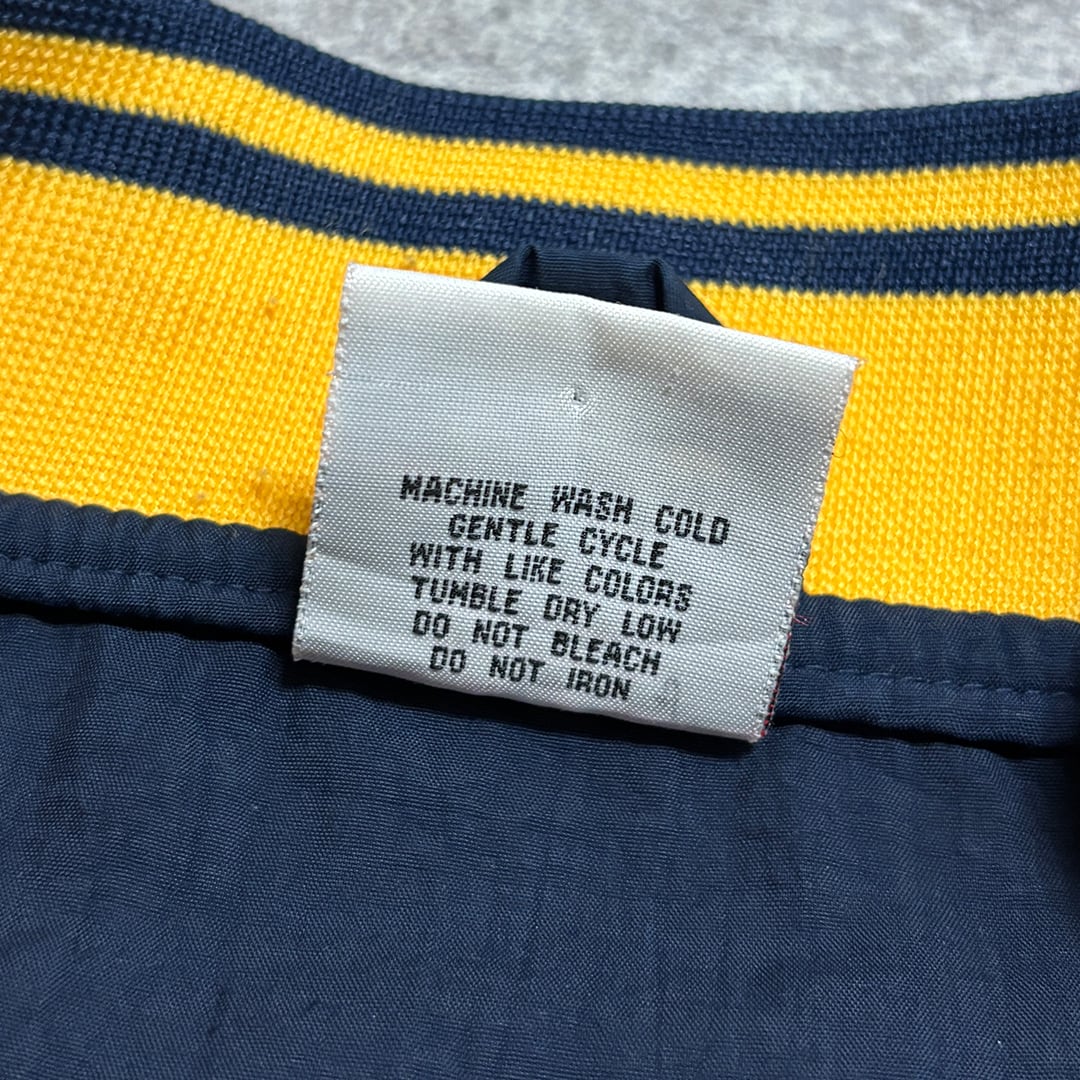 MACHINE WASH COLD
GENTLE CYCLE
WITH LIKE COLORS
TUMBLE DRY LOW
DO NOT BLEACH
DO NOT IRON